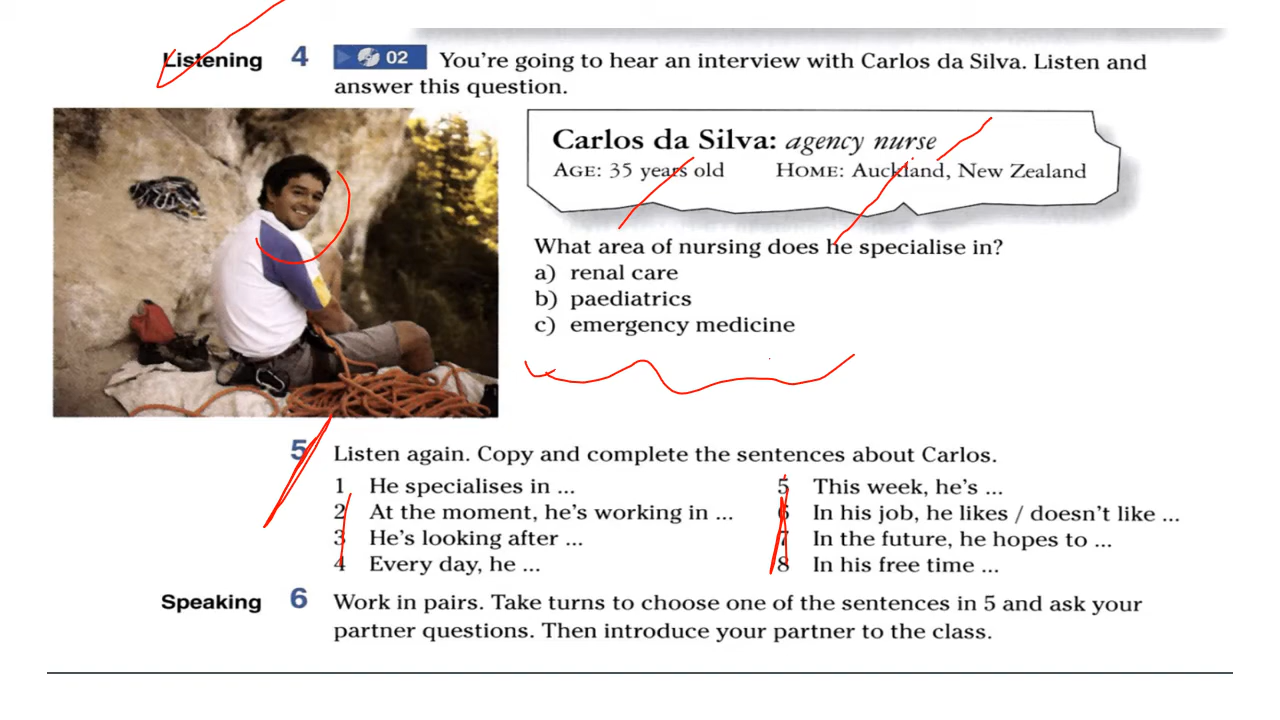 Listening 4 02 You're going to hear an interview with Carlos da Silva. Listen and
answer this question.
Carlos da Silva: agency nurse
AGE: 35 years old HOME: Auckland, New Zealand
What area of nursing does he specialise in?
a) renal care
b) paediatrics
c) emergency medicine
5 Listen again. Copy and complete the sentences about Carlos.
1 He specialises in ...
2 At the moment, he's working in ...
3 He's looking after ...
4 Every day, he ...
5 This week, he's ...
6 In his job, he likes / doesn't like ...
7 In the future, he hopes to ...
8 In his free time ...
Speaking 6 Work in pairs. Take turns to choose one of the sentences in 5 and ask your
partner questions. Then introduce your partner to the class.